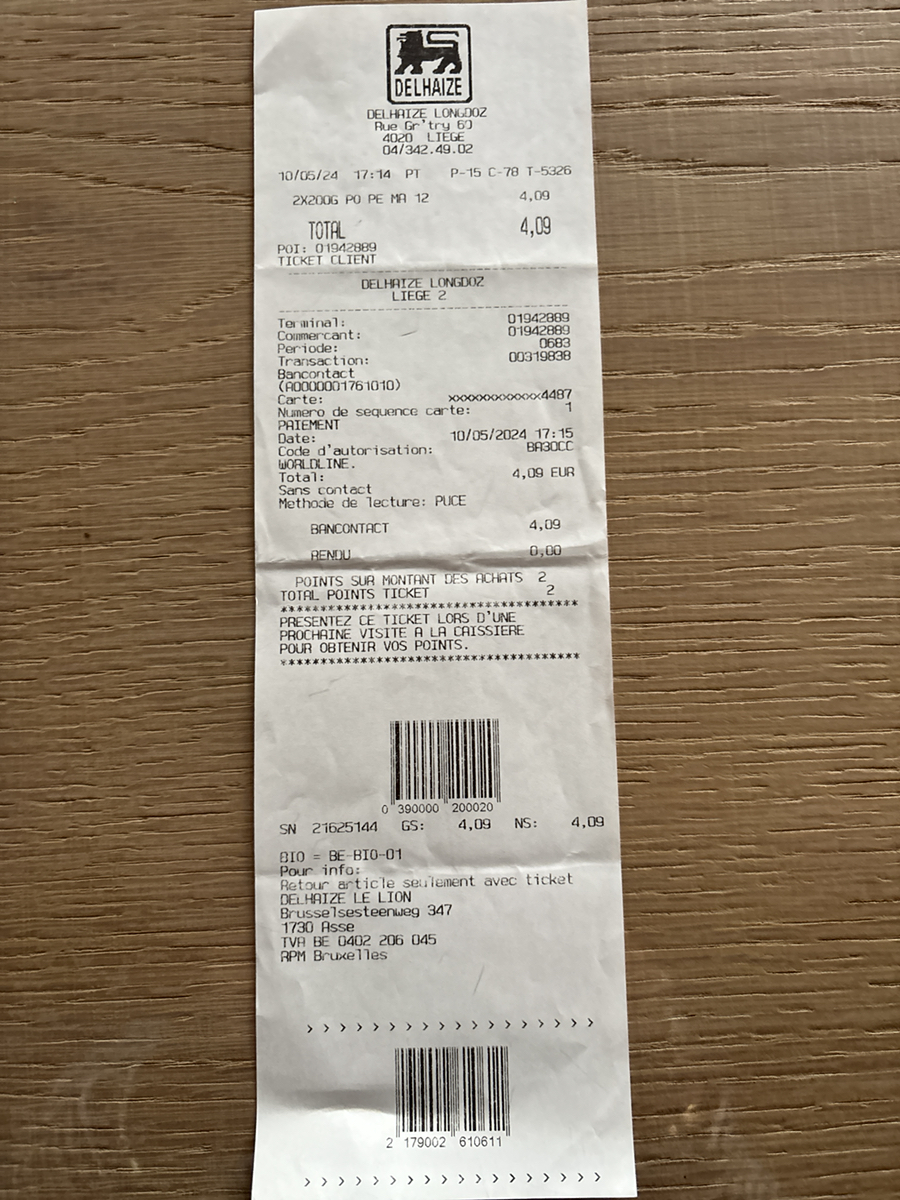 DELHAIZE
DELHAIZE LONGDOZ
Rue Gr'try 60
4020 LIEGE
04/342.49.02
10/05/24 17:14 PT P-15 C-78 T-5326
2X200G PO PE MA 12 4,09
TOTAL 4,09
POI: 01942889
TICKET CLIENT
DELHAIZE LONGDOZ
LIEGE 2
Terminal: 01942889
Commercant: 01942889
Periode: 0683
Transaction: 00319838
Bancontact
(A0000001761010)
Carte: xxxxxxxxxxxxx4487
Numero de sequence carte: 1
PAIEMENT
Date: 10/05/2024 17:15
Code d'autorisation: BA30CC
WORLDLINE.
Total: 4,09 EUR
Sans contact
Methode de lecture: PUCE
BANCONTACT 4,09
RENDU 0,00
POINTS SUR MONTANT DES ACHATS 2
TOTAL POINTS TICKET 2
**************************************
PRESENTEZ CE TICKET LORS D'UNE
PROCHAINE VISITE A LA CAISSIERE
POUR OBTENIR VOS POINTS.
**************************************
0 390000 200020
SN 21625144 GS: 4,09 NS: 4,09
BIO = BE-BIO-01
Pour info:
Retour article seulement avec ticket
DELHAIZE LE LION
Brusselsesteenweg 347
1730 Asse
TVA BE 0402 206 045
RPM Bruxelles
> > > > > > > > > > > > > > > > > >
2 179002 610611
> > > > > > > > > > > > > > > > > > >